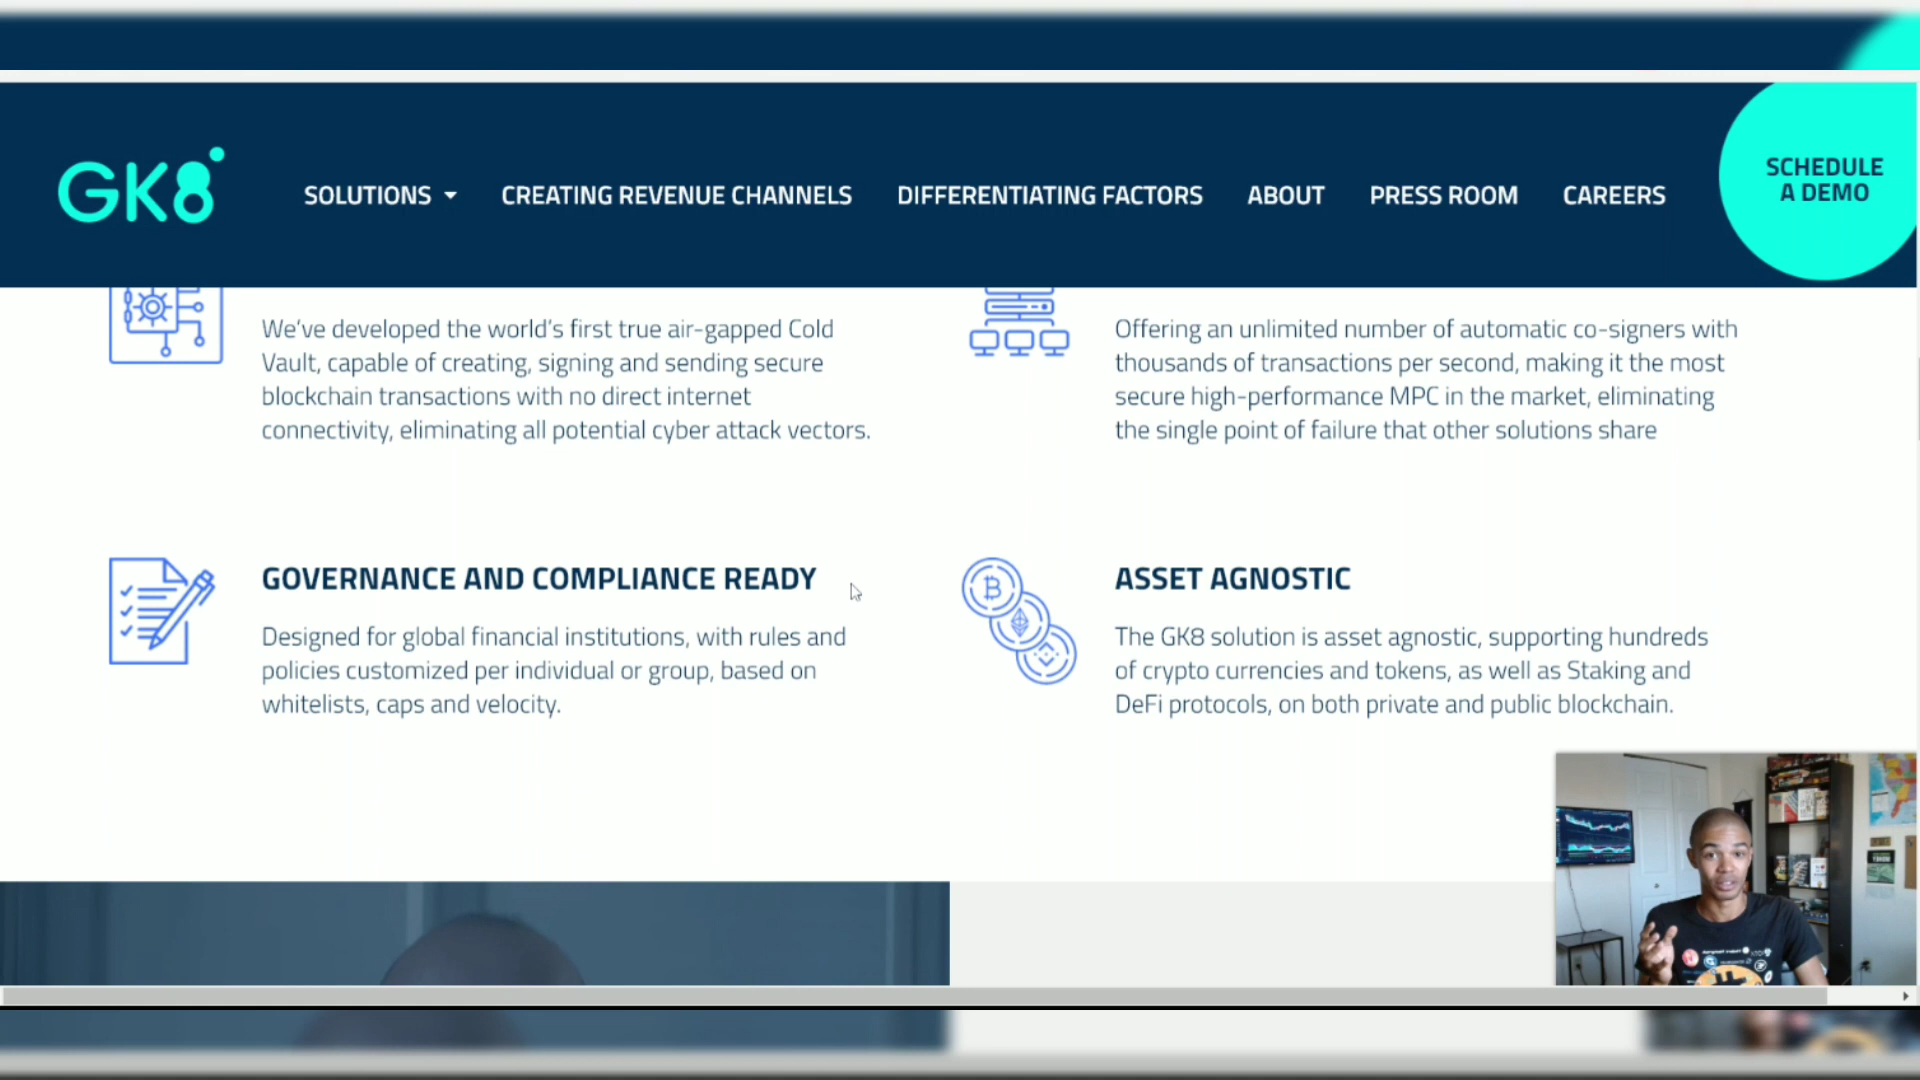 GK8
SOLUTIONS
CREATING REVENUE CHANNELS
DIFFERENTIATING FACTORS
ABOUT
PRESS ROOM
CAREERS
SCHEDULE
A DEMO
We've developed the world's first true air-gapped Cold
Vault, capable of creating, signing and sending secure
blockchain transactions with no direct internet
connectivity, eliminating all potential cyber attack vectors.
Offering an unlimited number of automatic co-signers with
thousands of transactions per second, making it the most
secure high-performance MPC in the market, eliminating
the single point of failure that other solutions share
GOVERNANCE AND COMPLIANCE READY
Designed for global financial institutions, with rules and
policies customized per individual or group, based on
whitelists, caps and velocity.
ASSET AGNOSTIC
The GK8 solution is asset agnostic, supporting hundreds
of crypto currencies and tokens, as well as Staking and
DeFi protocols, on both private and public blockchain.